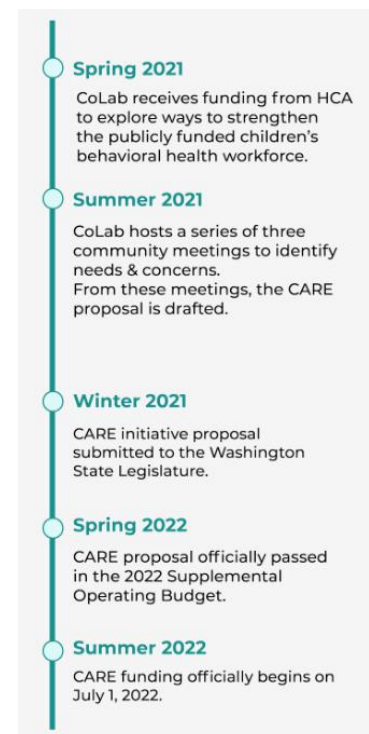 Spring 2021
CoLab receives funding from HCA
to explore ways to strengthen
the publicly funded children's
behavioral health workforce.
Summer 2021
CoLab hosts a series of three
community meetings to identify
needs & concerns.
From these meetings, the CARE
proposal is drafted.
Winter 2021
CARE initiative proposal
submitted to the Washington
State Legislature.
Spring 2022
CARE proposal officially passed
in the 2022 Supplemental
Operating Budget.
Summer 2022
CARE funding officially begins on
July 1, 2022.